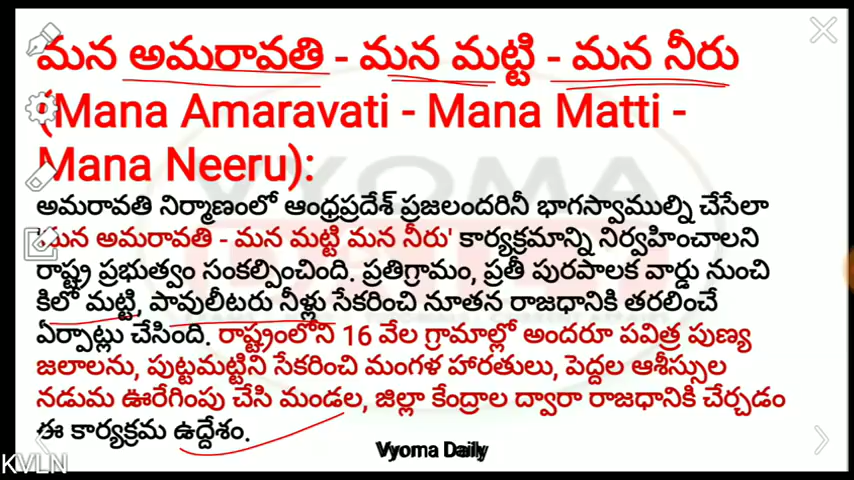 మన అమరావతి - మన మట్టి - మన నీరు
(Mana Amaravati - Mana Matti -
Mana Neeru):
అమరావతి నిర్మాణంలో ఆంధ్రప్రదేశ్ ప్రజలందరినీ భాగస్వాముల్ని చేసేలా
'మన అమరావతి - మన మట్టి మన నీరు' కార్యక్రమాన్ని నిర్వహించాలని
రాష్ట్ర ప్రభుత్వం సంకల్పించింది. ప్రతిగ్రామం, ప్రతీ పురపాలక వార్డు నుంచి
కిలో మట్టి, పావులీటరు నీళ్లు సేకరించి నూతన రాజధానికి తరలించే
ఏర్పాట్లు చేసింది. రాష్ట్రంలోని 16 వేల గ్రామాల్లో అందరూ పవిత్ర పుణ్య
జలాలను, పుట్టమట్టిని సేకరించి మంగళ హారతులు, పెద్దల ఆశీస్సుల
నడుమ ఊరేగింపు చేసి మండల, జిల్లా కేంద్రాల ద్వారా రాజధానికి చేర్చడం
ఈ కార్యక్రమ ఉద్దేశం.
Vyoma Daily
KVLN
VYOMA